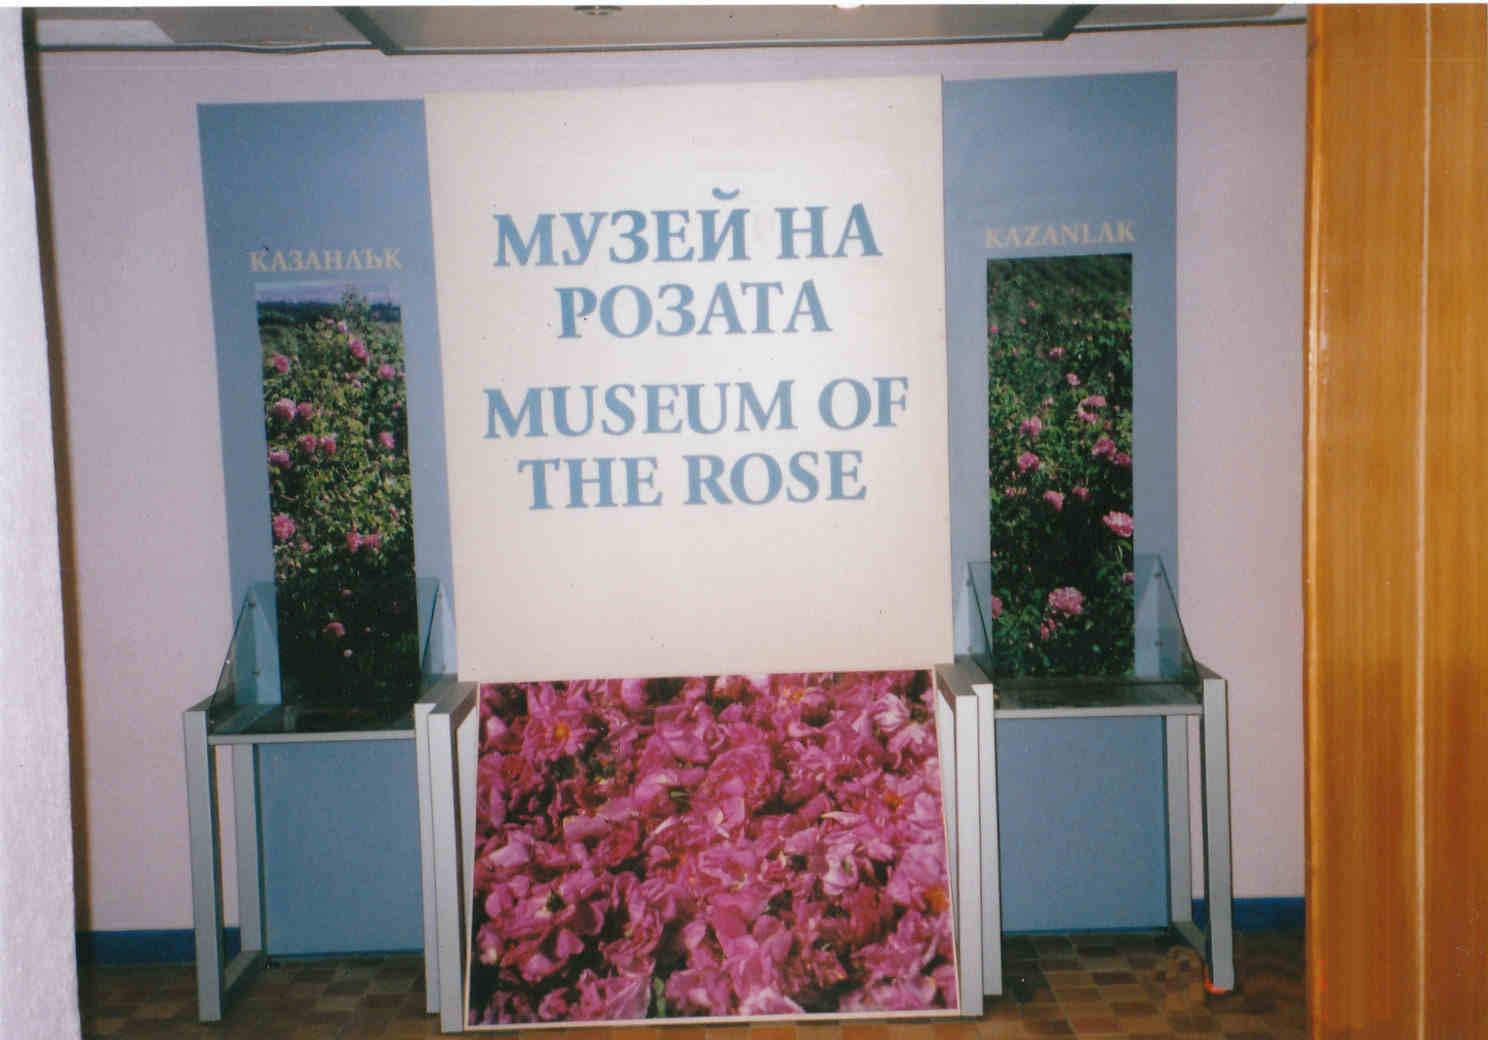 КАЗАНЛЪК
МУЗЕЙ НА
РОЗАТА
MUSEUM OF
THE ROSE
KAZANLAK